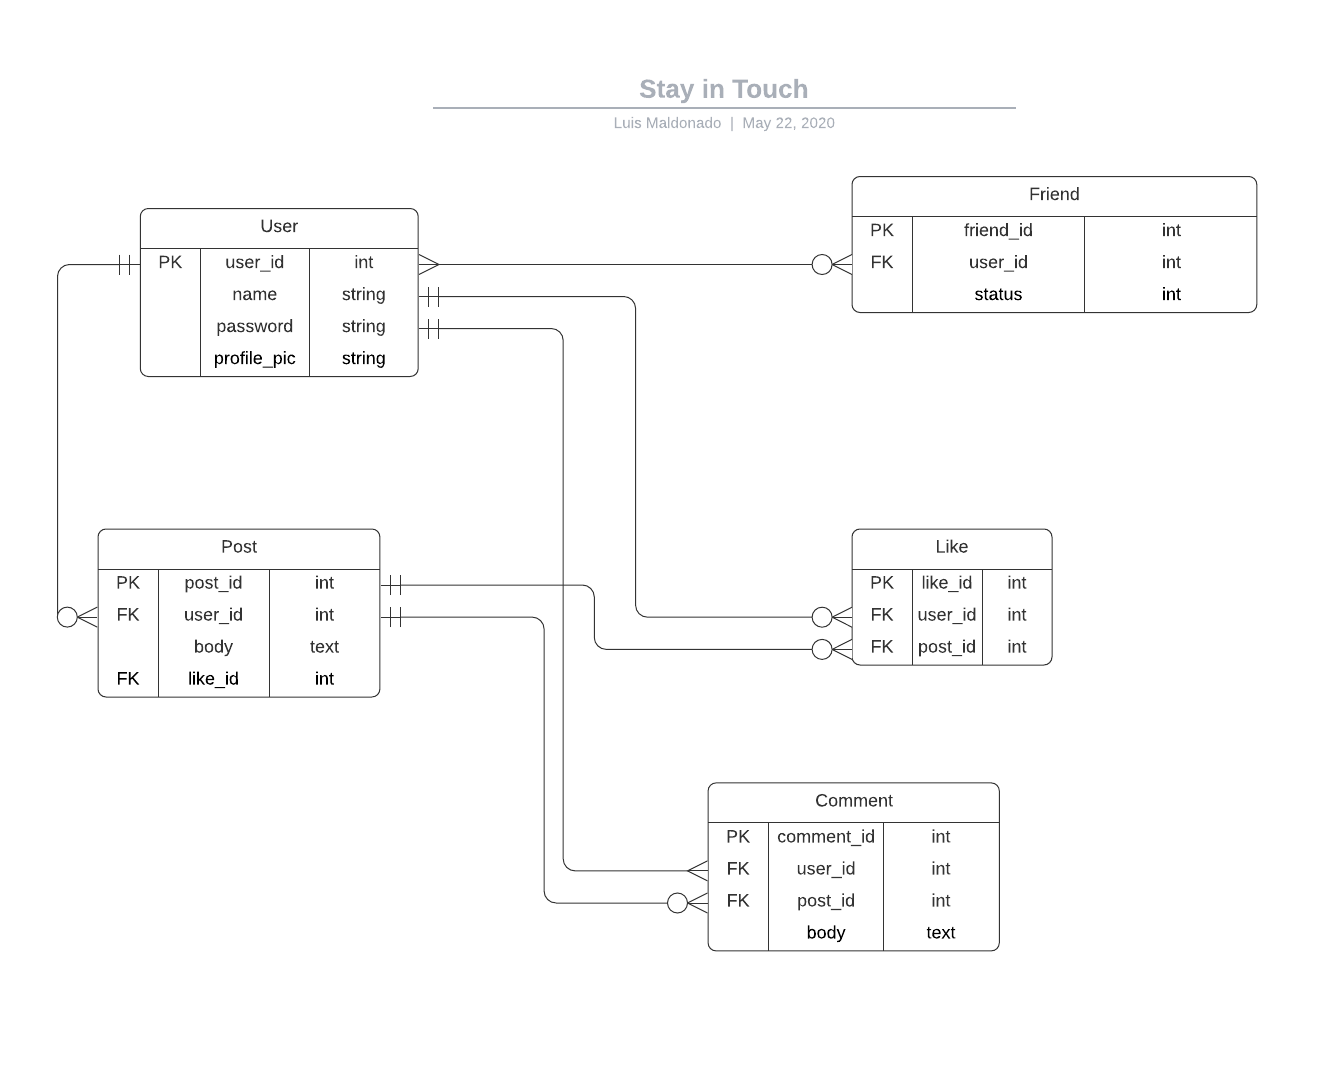 Stay in Touch
Luis Maldonado | May 22, 2020
User
PK user_id int
name string
password string
profile_pic string
Friend
PK friend_id int
FK user_id int
status int
Post
PK post_id int
FK user_id int
body text
FK like_id int
Like
PK like_id int
FK user_id int
FK post_id int
Comment
PK comment_id int
FK user_id int
FK post_id int
body text